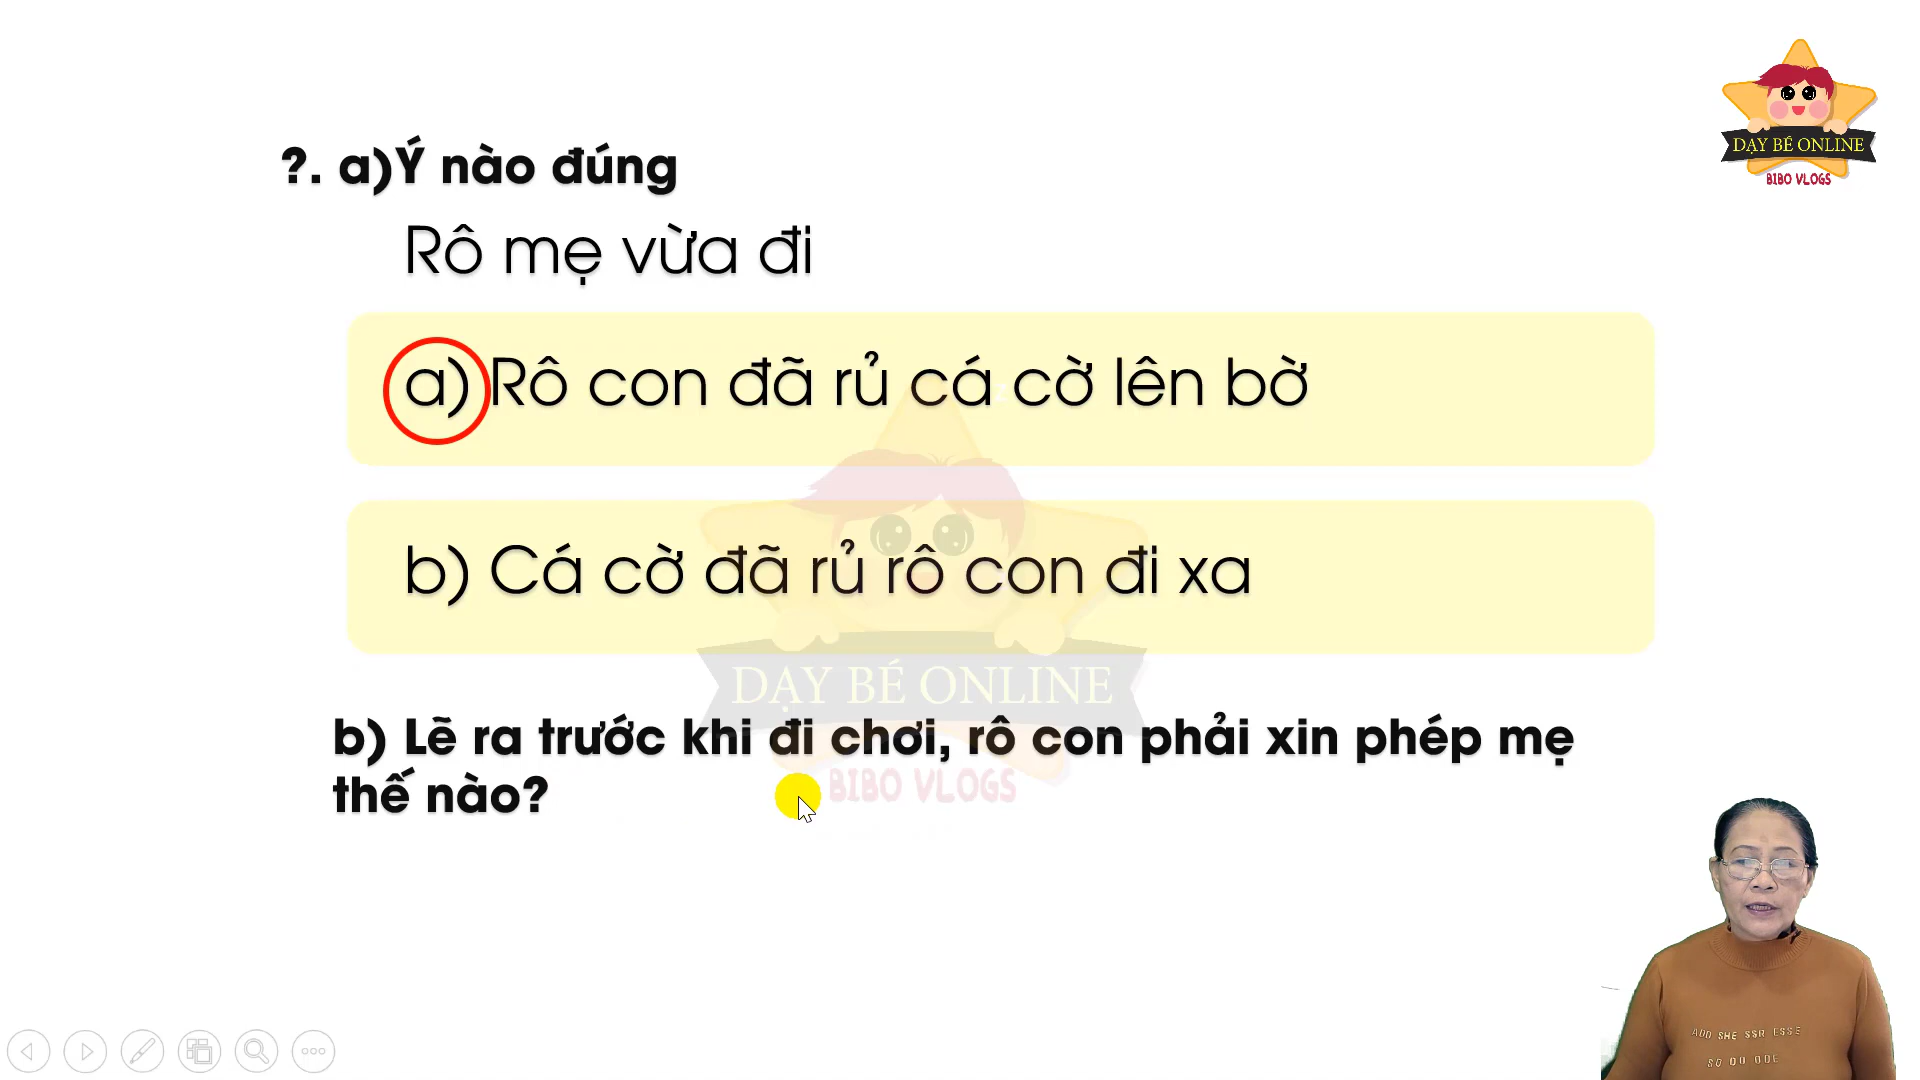 DẠY BÉ ONLINE
BIBO VLOGS
?. a)Ý nào đúng
Rô mẹ vừa đi
a) Rô con đã rủ cá cờ lên bờ
b) Cá cờ đã rủ rô con đi xa
DẠY BÉ ONLINE
BIBO VLOGS
b) Lẽ ra trước khi đi chơi, rô con phải xin phép mẹ
thế nào?